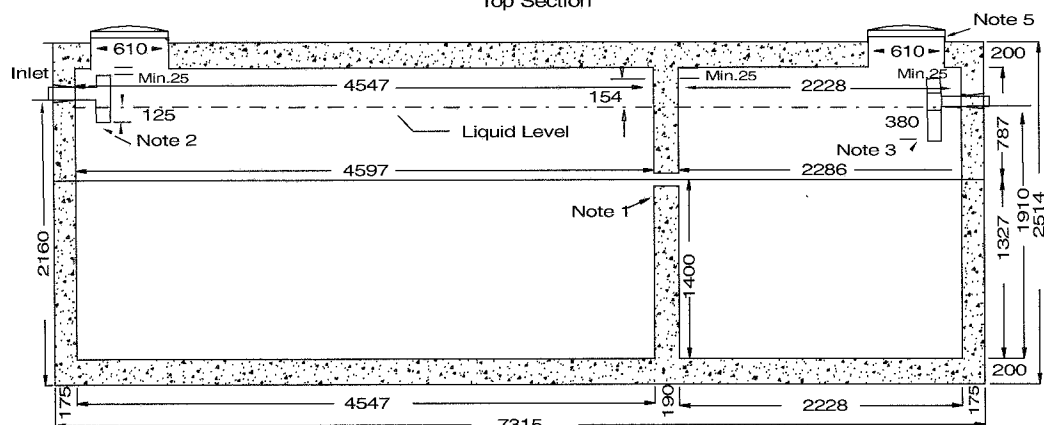 Top Section
Note 5
610
610
200
Inlet
Min.25
Min.25
Min.25
4547
2228
154
125
Liquid Level
380
787
Note 2
Note 3
4597
2286
Note 1
2160
1400
1327
1910
2514
200
175
4547
190
2228
175
7315